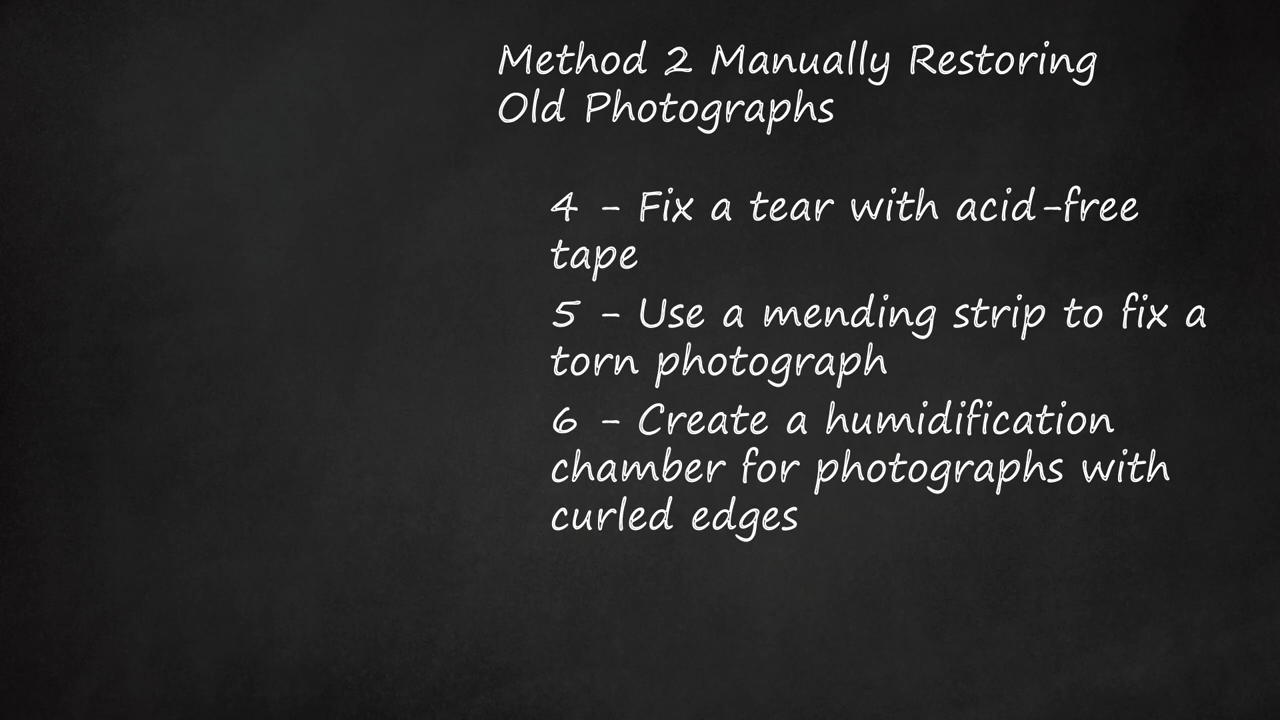 Method 2 Manually Restoring
Old Photographs
4 - Fix a tear with acid-free
tape
5 - Use a mending strip to fix a
torn photograph
6 - Create a humidification
chamber for photographs with
curled edges